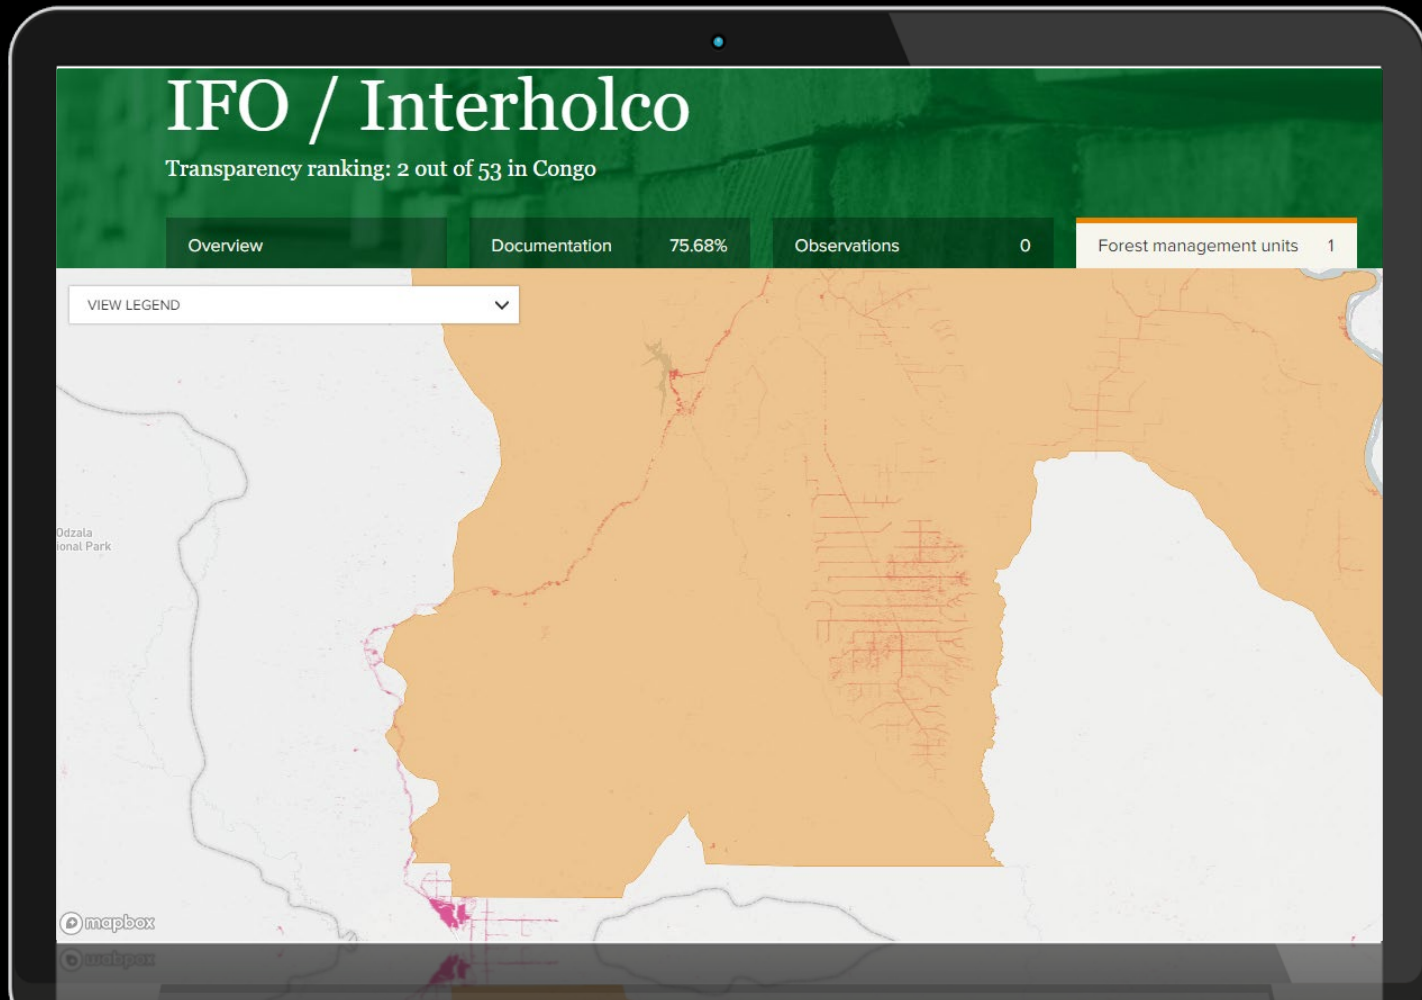 IFO / Interholco
Transparency ranking: 2 out of 53 in Congo
Overview
Documentation 75.68%
Observations 0
Forest management units 1
VIEW LEGEND
Odzala
ional Park
mapbox